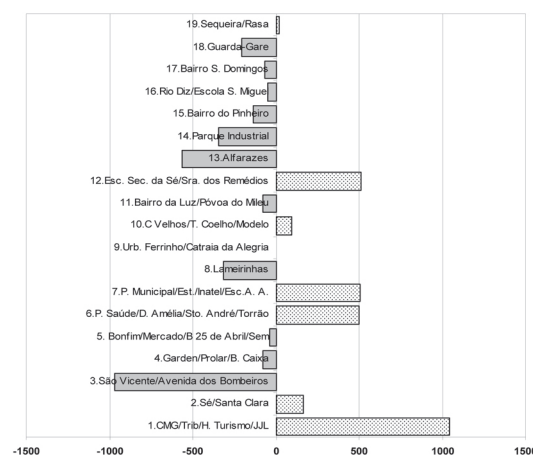 19.Sequeira/Rasa
18.Guarda-Gare
17.Bairro S. Domingos
16.Rio Diz/Escola S. Miguel
15.Bairro do Pinheiro
14.Parque Industrial
13.Alfarazes
12.Esc. Sec. da Sé/Sra. dos Remédios
11.Bairro da Luz/Póvoa do Mileu
10.C Velhos/T. Coelho/Modelo
9.Urb. Ferrinho/Catraia da Alegria
8.Lameirinhas
7.P. Municipal/Est./Inatel/Esc.A. A.
6.P. Saúde/D. Amélia/Sto. André/Torrão
5. Bonfim/Mercado/B 25 de Abril/Sem
4.Garden/Prolar/B. Caixa
3.São Vicente/Avenida dos Bombeiros
2.Sé/Santa Clara
1.CMG/Trib/H. Turismo/JJL
-1500 -1000 -500 0 500 1000 1500